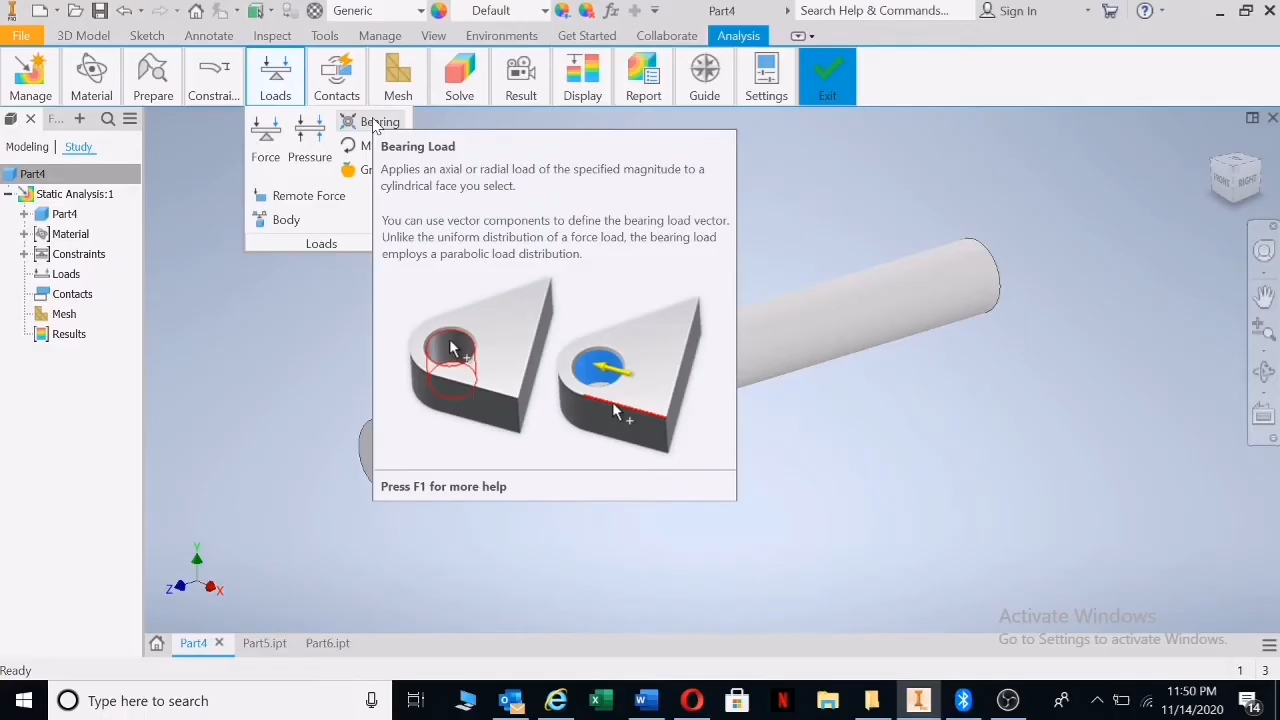 Generic
Default
Part4
Search Help & Commands...
Sign In
File
3D Model
Sketch
Annotate
Inspect
Tools
Manage
View
Environments
Get Started
Collaborate
Analysis
Manage
Material
Prepare
Constrai...
Loads
Contacts
Mesh
Solve
Result
Display
Report
Guide
Settings
Exit
F...
Modeling
Study
Force
Pressure
Bearing
M
Gr
Remote Force
Body
Loads
Bearing Load
Applies an axial or radial load of the specified magnitude to a
cylindrical face you select.
You can use vector components to define the bearing load vector.
Unlike the uniform distribution of a force load, the bearing load
employs a parabolic load distribution.
Press F1 for more help
Part4
Static Analysis:1
Part4
Material
Constraints
Loads
Contacts
Mesh
Results
FRONT
RIGHT
Y
Z
X
Activate Windows
Go to Settings to activate Windows.
Part4
Part5.ipt
Part6.ipt
Ready
1
3
Type here to search
11:50 PM
11/14/2020
14